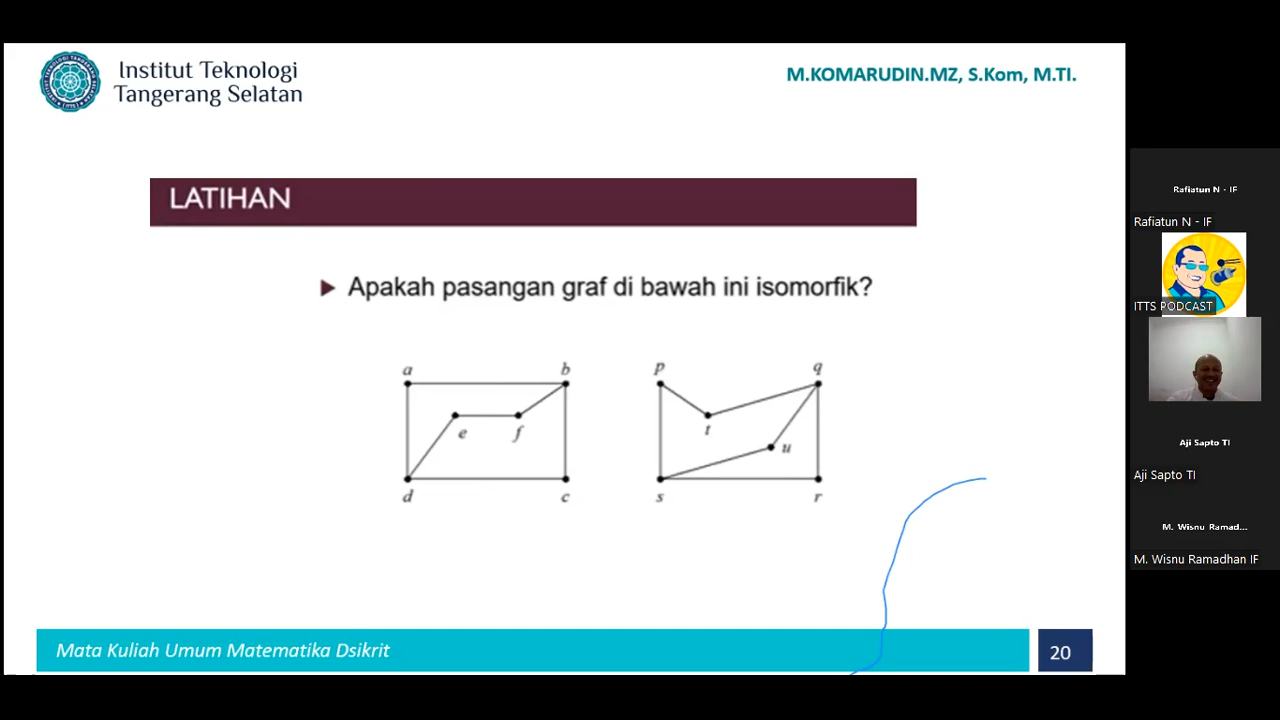 Institut Teknologi
Tangerang Selatan
M.KOMARUDIN.MZ, S.Kom, M.TI.
LATIHAN
Apakah pasangan graf di bawah ini isomorfik?
a b p q
e f t u
d c s r
Mata Kuliah Umum Matematika Dsikrit
20
Rafiatun N - IF
Rafiatun N - IF
ITTS PODCAST
Aji Sapto TI
Aji Sapto TI
M. Wisnu Ramad...
M. Wisnu Ramadhan IF